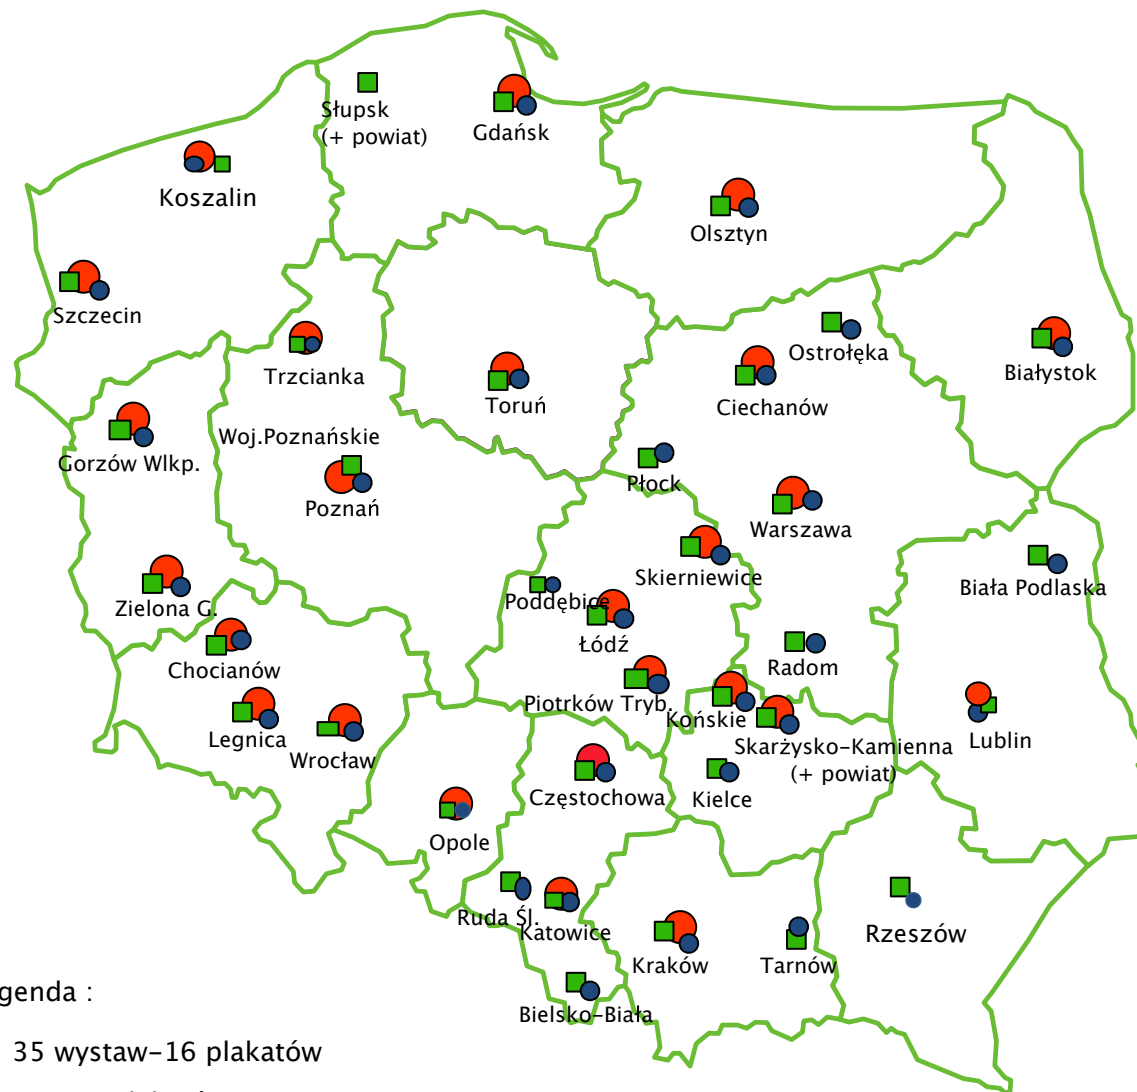 Słupsk
(+ powiat)
Gdańsk
Koszalin
Olsztyn
Szczecin
Trzcianka
Ostrołęka
Białystok
Toruń
Ciechanów
Woj.Poznańskie
Gorzów Wlkp.
Poznań
Płock
Warszawa
Skierniewice
Biała Podlaska
Zielona G.
Poddębice
Łódź
Chocianów
Radom
Piotrków Tryb.
Końskie
Legnica
Wrocław
Skarżysko-Kamienna
(+ powiat)
Lublin
Częstochowa
Kielce
Opole
Ruda Śl.
Katowice
Kraków
Tarnów
Rzeszów
Bielsko-Biała
genda :
35 wystaw-16 plakatów